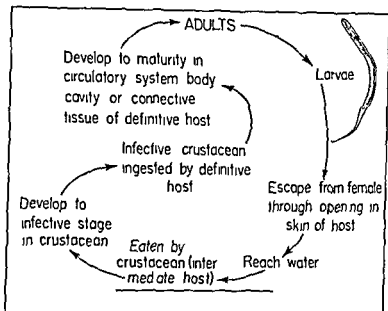 ADULTS
Develop to maturity in
circulatory system body
cavity or connective
tissue of definitive host
Larvae
Infective crustacean
ingested by definitive
host
Escape from female
through opening in
skin of host
Develop to
infective stage
in crustacean
Eaten by
crustacean (inter
mediate host)
Reach water